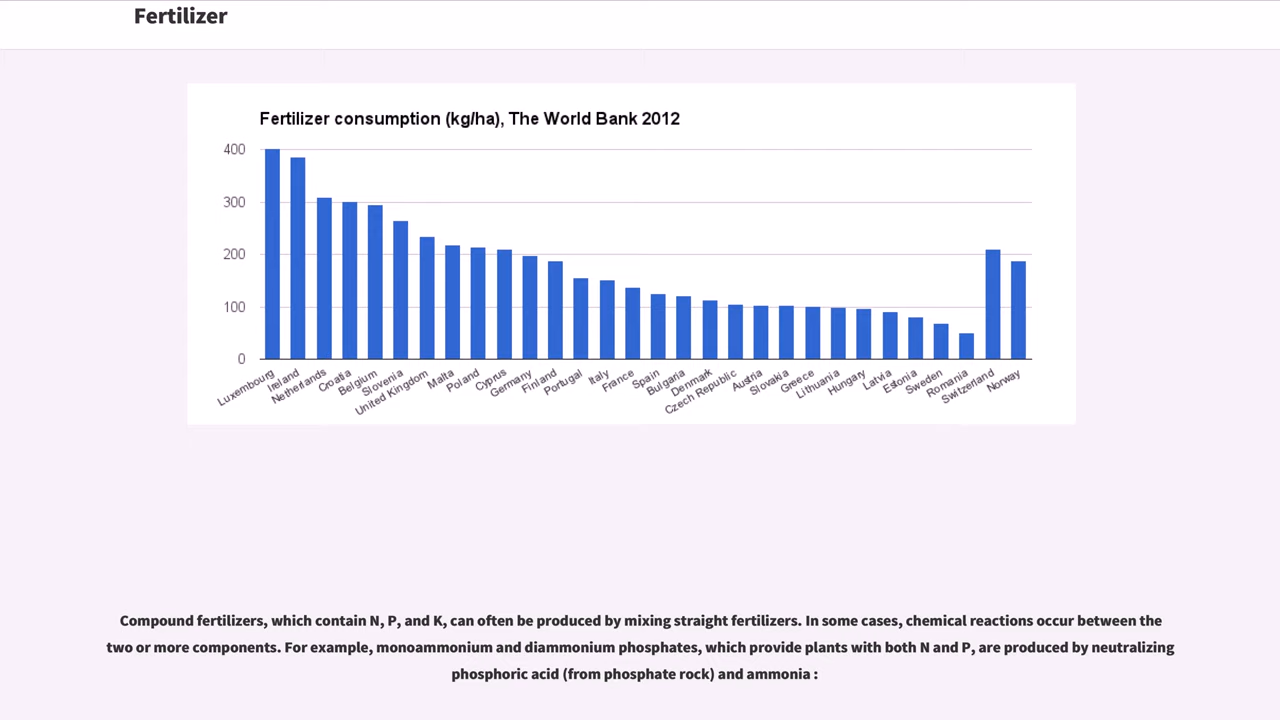 Fertilizer
Fertilizer consumption (kg/ha), The World Bank 2012
400
300
200
100
0
Luxembourg
Ireland
Netherlands
Croatia
Belgium
Slovenia
United Kingdom
Malta
Poland
Cyprus
Germany
Finland
Portugal
Italy
France
Spain
Bulgaria
Denmark
Czech Republic
Austria
Slovakia
Greece
Lithuania
Hungary
Latvia
Estonia
Sweden
Romania
Switzerland
Norway
Compound fertilizers, which contain N, P, and K, can often be produced by mixing straight fertilizers. In some cases, chemical reactions occur between the
two or more components. For example, monoammonium and diammonium phosphates, which provide plants with both N and P, are produced by neutralizing
phosphoric acid (from phosphate rock) and ammonia :